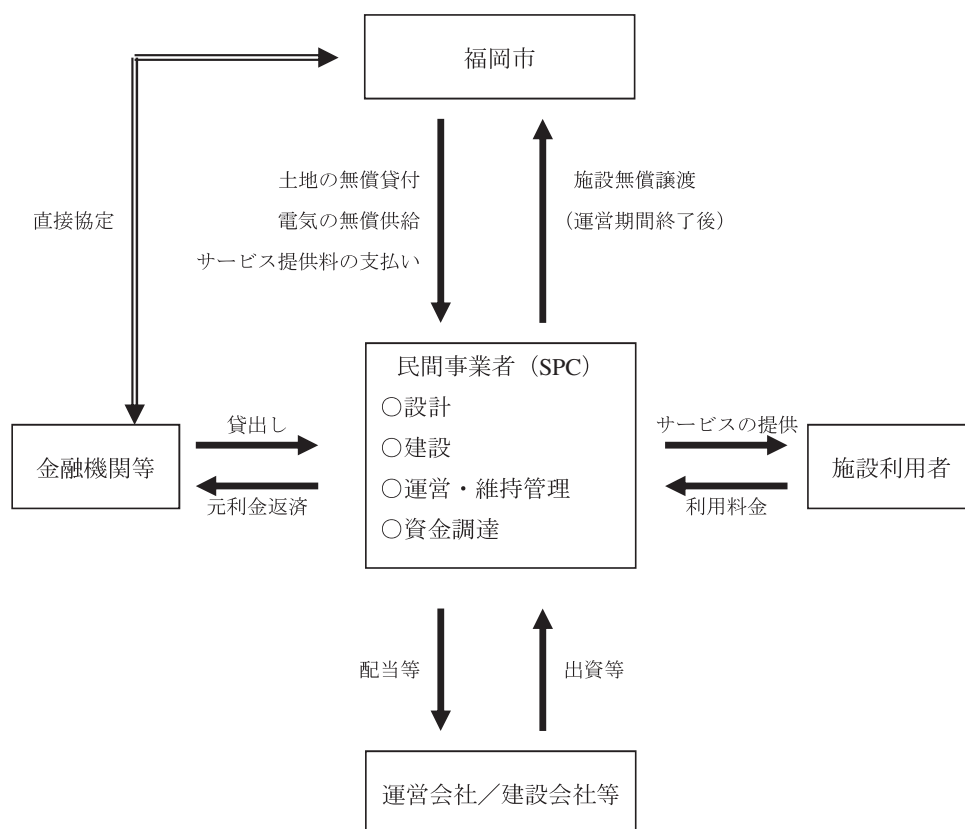 福岡市
土地の無償貸付
電気の無償供給
サービス提供料の支払い
施設無償譲渡
（運営期間終了後）
直接協定
民間事業者（SPC）
○設計
○建設
○運営・維持管理
○資金調達
貸出し
元利金返済
金融機関等
サービスの提供
利用料金
施設利用者
配当等
出資等
運営会社／建設会社等